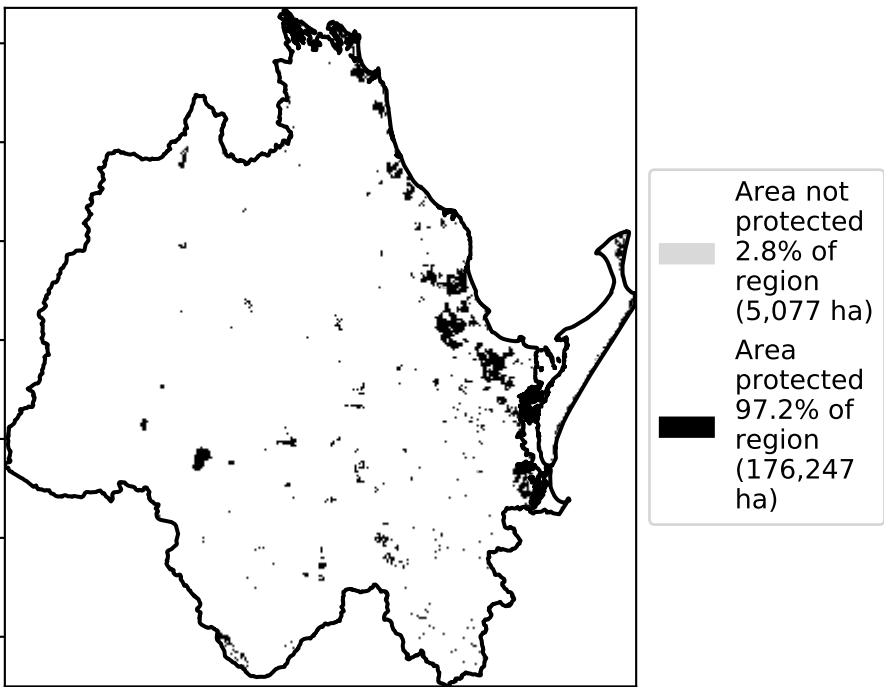 Area not
protected
2.8% of
region
(5,077 ha)
Area
protected
97.2% of
region
(176,247
ha)